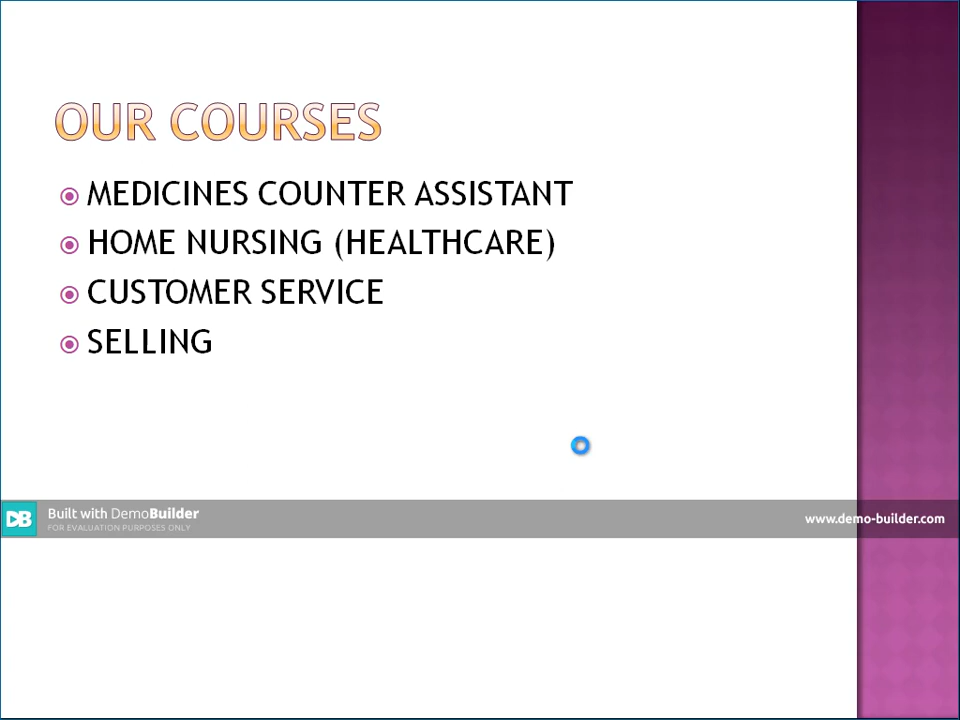 OUR COURSES
MEDICINES COUNTER ASSISTANT
HOME NURSING (HEALTHCARE)
CUSTOMER SERVICE
SELLING
DB
Built with DemoBuilder
FOR EVALUATION PURPOSES ONLY
www.demo-builder.com